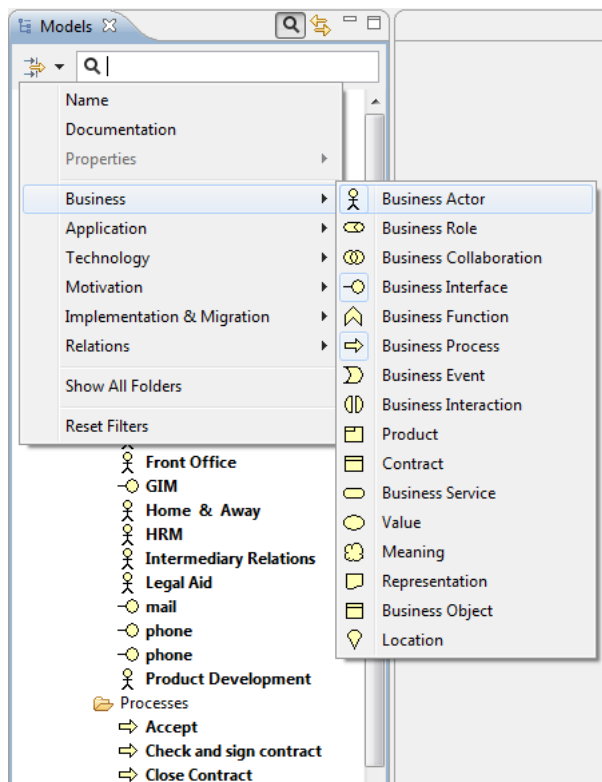 Models
Name
Documentation
Properties
Business
Application
Technology
Motivation
Implementation & Migration
Relations
Show All Folders
Reset Filters
Business Actor
Business Role
Business Collaboration
Business Interface
Business Function
Business Process
Business Event
Business Interaction
Product
Contract
Business Service
Value
Meaning
Representation
Business Object
Location
Front Office
GIM
Home & Away
HRM
Intermediary Relations
Legal Aid
mail
phone
phone
Product Development
Processes
Accept
Check and sign contract
Close Contract